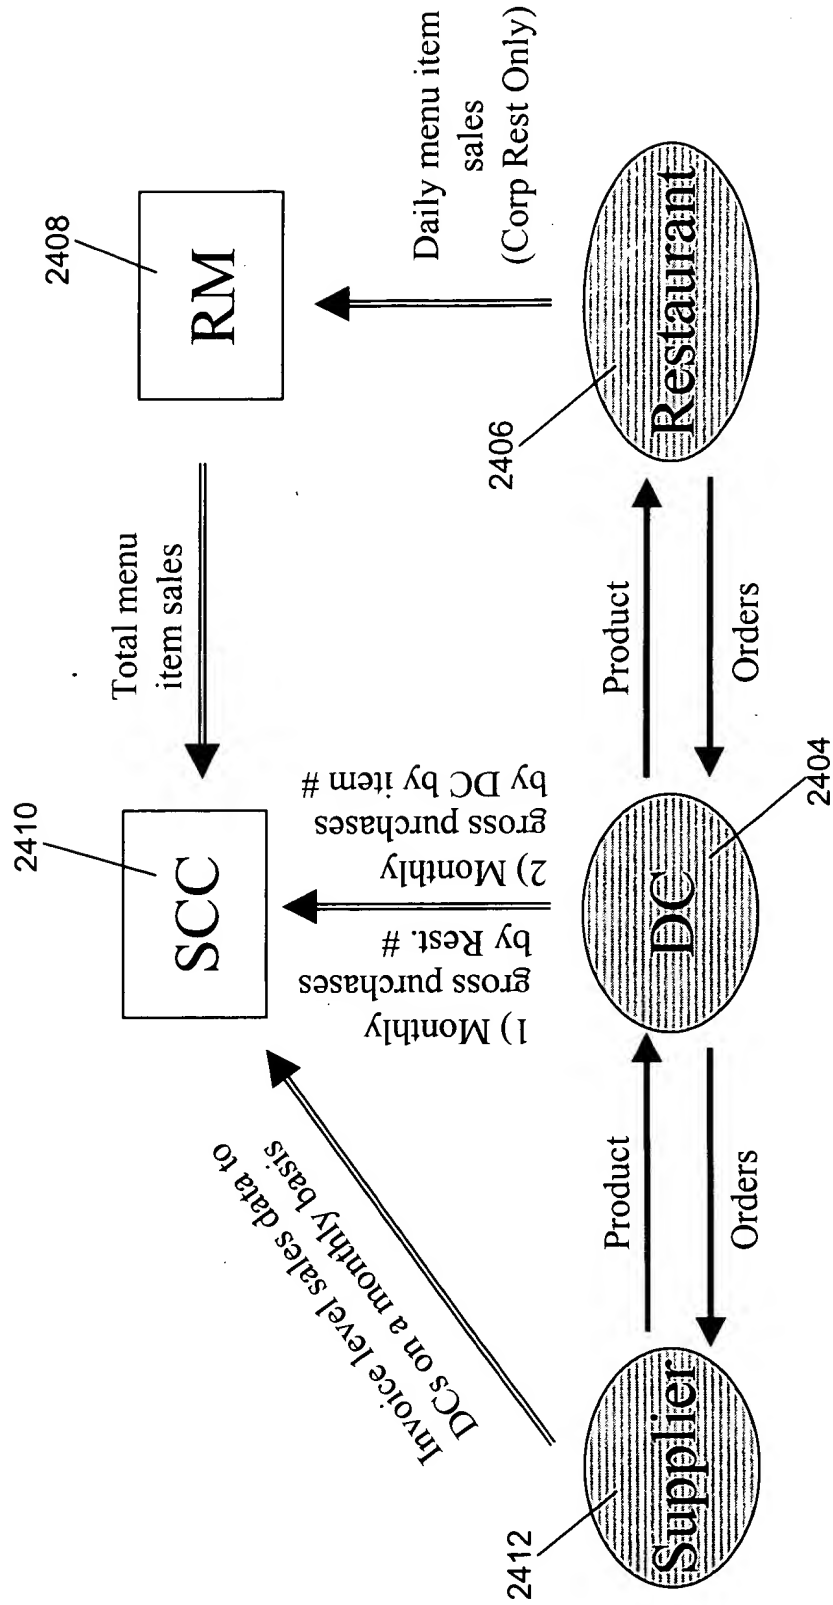 2410
SCC
Total menu
item sales
2408
RM
Invoice level sales data to
DCs on a monthly basis
1) Monthly
gross purchases
by Rest. #
2) Monthly
gross purchases
by DC by item #
Daily menu item
sales
(Corp Rest Only)
2412
Supplier
Product
Orders
DC
2404
Product
Orders
2406
Restaurant